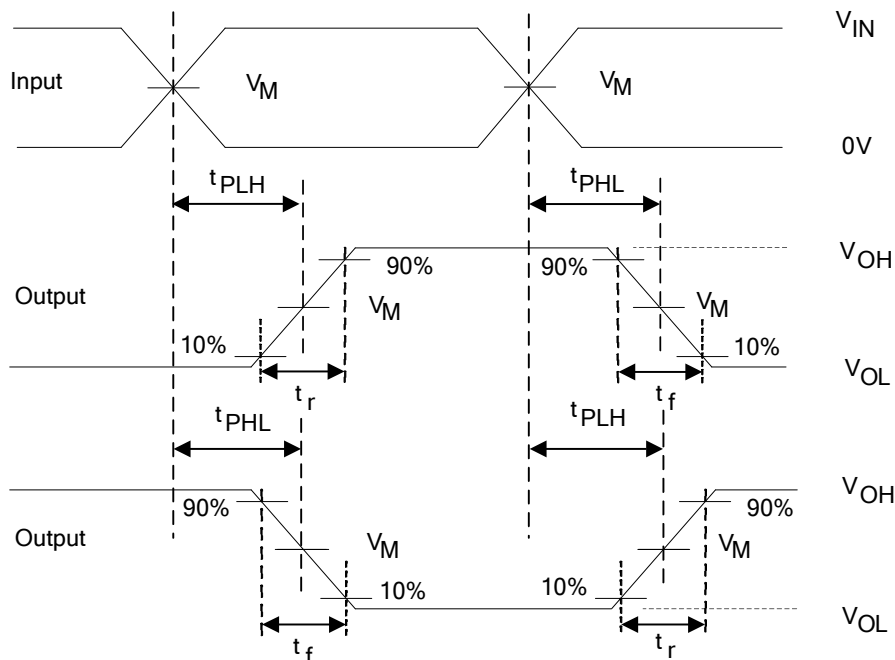 V_IN
Input V_M V_M
0V
t_PLH t_PHL
V_OH
90% 90%
Output V_M V_M
10% 10%
V_OL
t_r t_f
t_PHL t_PLH
V_OH
90% 90%
Output V_M V_M
10% 10%
V_OL
t_f t_r